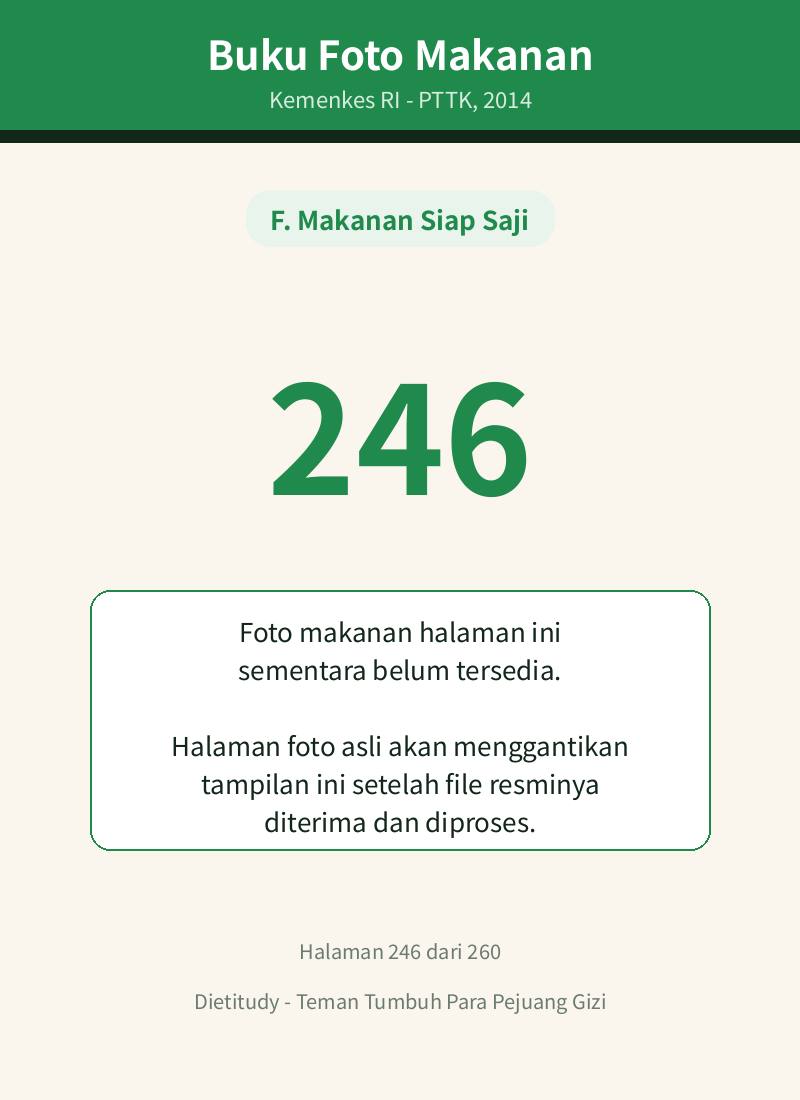 Buku Foto Makanan
Kemenkes RI - PTTK, 2014
F. Makanan Siap Saji
246
Foto makanan halaman ini
sementara belum tersedia.
Halaman foto asli akan menggantikan
tampilan ini setelah file resminya
diterima dan diproses.
Halaman 246 dari 260
Dietitudy - Teman Tumbuh Para Pejuang Gizi